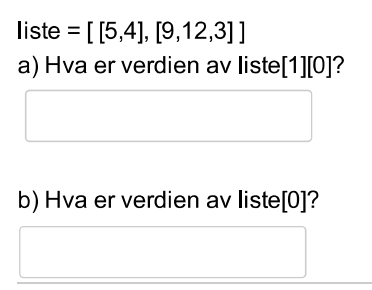 liste = [ [5,4], [9,12,3] ]
a) Hva er verdien av liste[1][0]?
b) Hva er verdien av liste[0]?